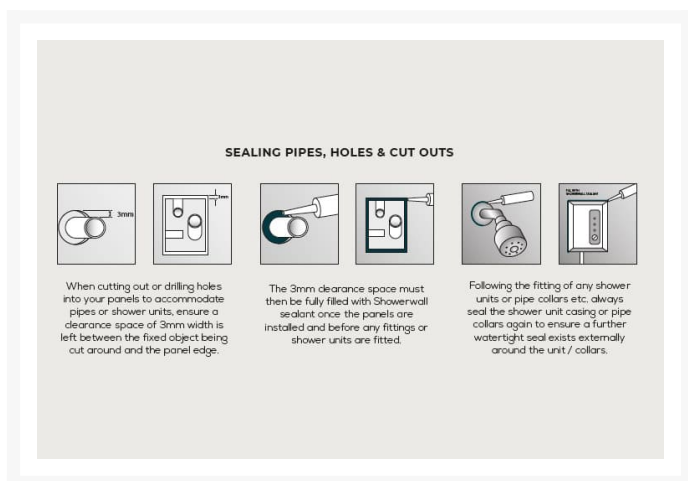 SEALING PIPES, HOLES & CUT OUTS
3mm
3mm
FILL WITH
SHOWERWALL SEALANT
When cutting out or drilling holes
into your panels to accommodate
pipes or shower units, ensure a
clearance space of 3mm width is
left between the fixed object being
cut around and the panel edge.
The 3mm clearance space must
then be fully filled with Showerwall
sealant once the panels are
installed and before any fittings or
shower units are fitted.
Following the fitting of any shower
units or pipe collars etc, always
seal the shower unit casing or pipe
collars again to ensure a further
watertight seal exists externally
around the unit / collars.